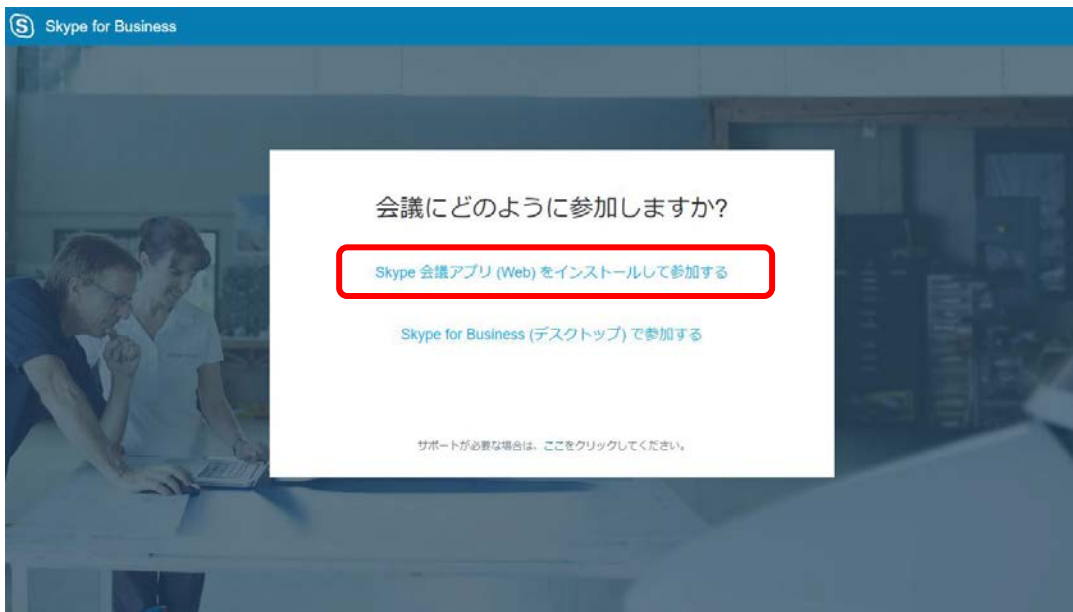 Skype for Business
会議にどのように参加しますか?
Skype 会議アプリ (Web) をインストールして参加する
Skype for Business (デスクトップ) で参加する
サポートが必要な場合は、ここをクリックしてください。